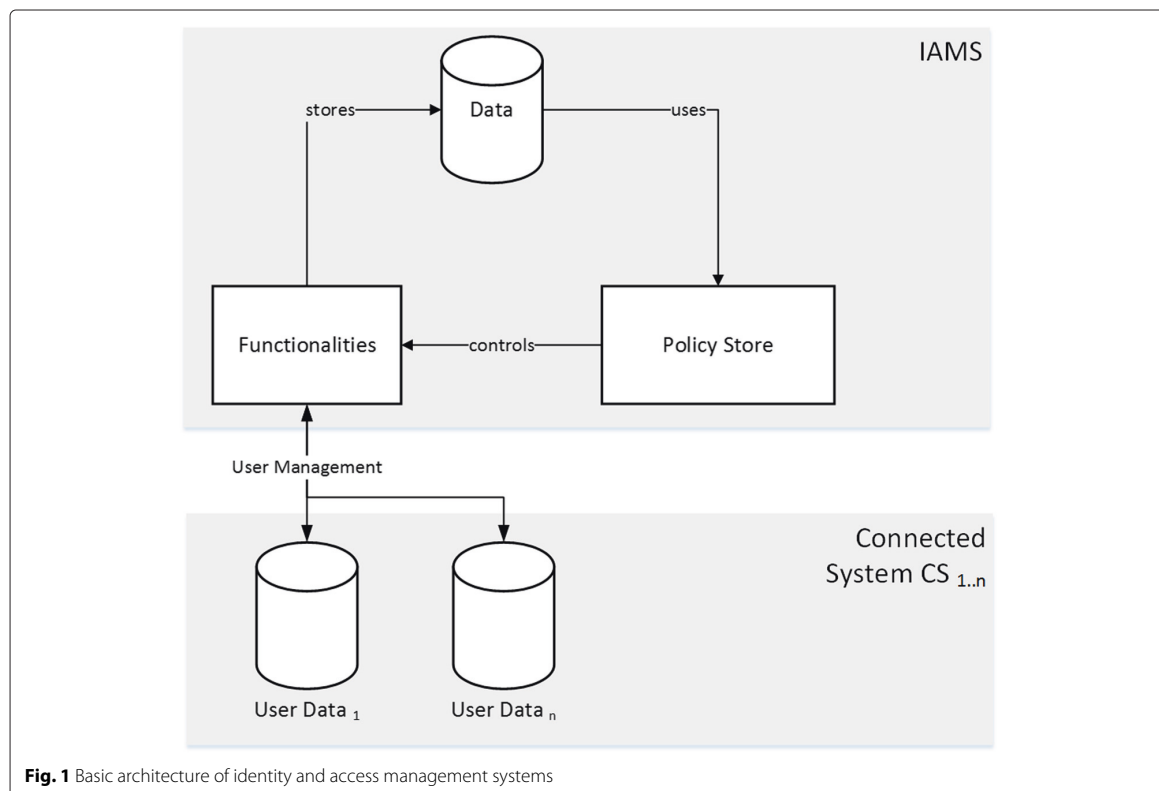 IAMS
Data
stores
uses
Functionalities
controls
Policy Store
User Management
Connected
System CS 1..n
User Data 1
User Data n
Fig. 1 Basic architecture of identity and access management systems